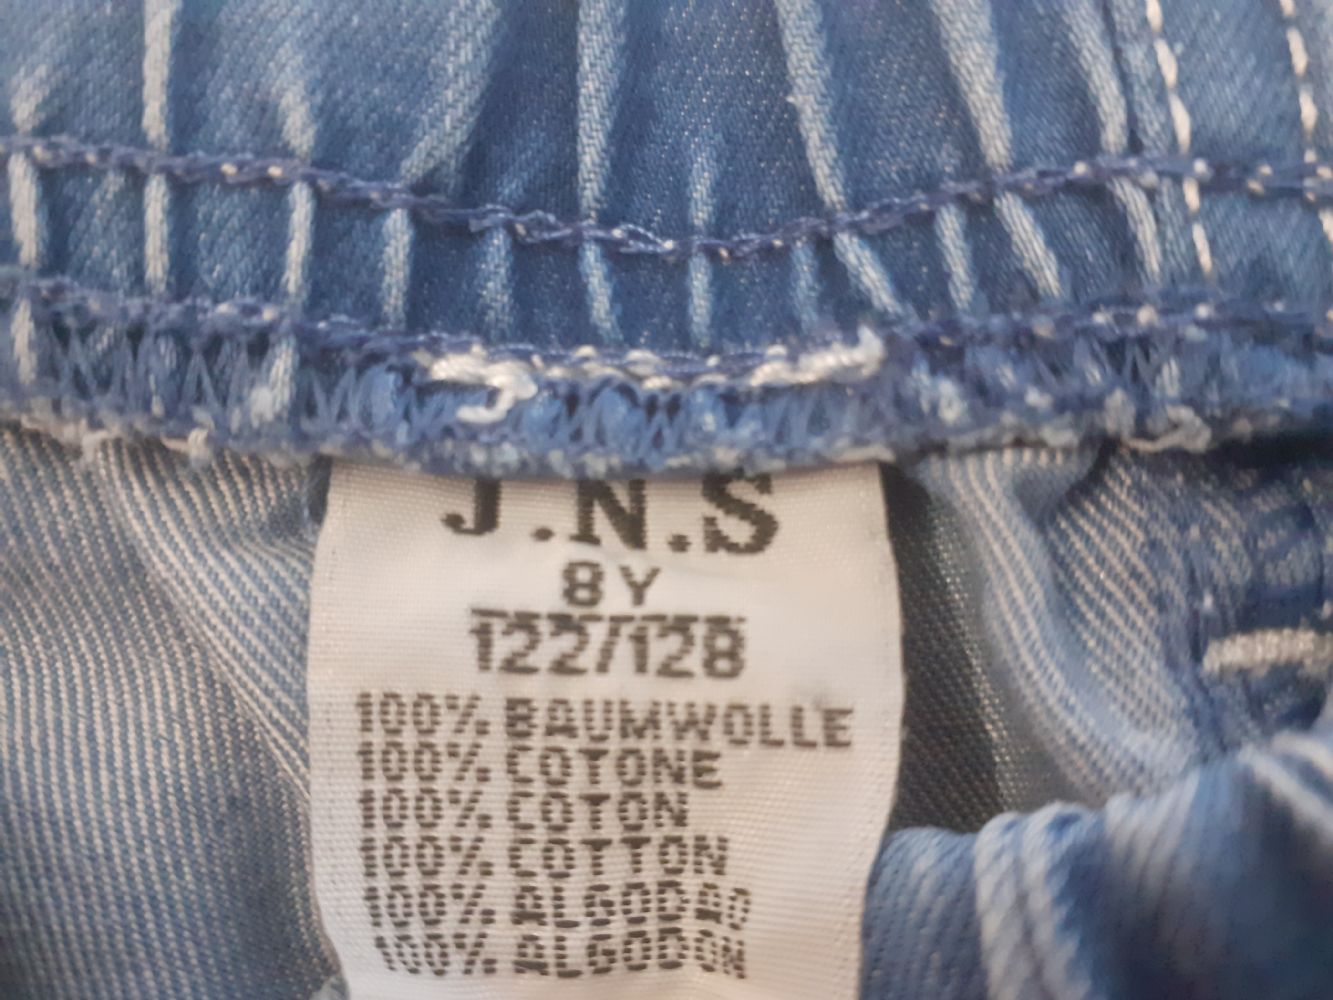 J.N.S
8Y
122/128
100% BAUMWOLLE
100% COTONE
100% COTON
100% COTTON
100% ALGODAO
100% ALGODON